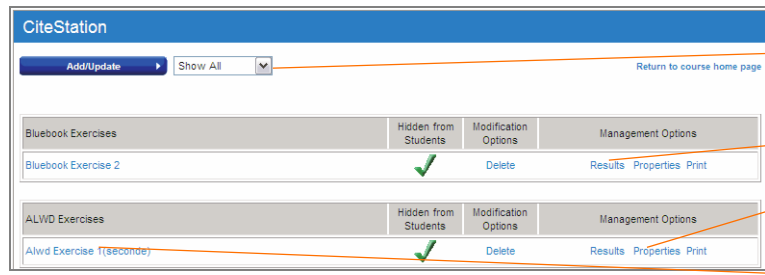 CiteStation
Add/Update Show All Return to course home page
Bluebook Exercises Hidden from Students Modification Options Management Options
Bluebook Exercise 2 Delete Results Properties Print
ALWD Exercises Hidden from Students Modification Options Management Options
Alwd Exercise 1(seconde) Delete Results Properties Print